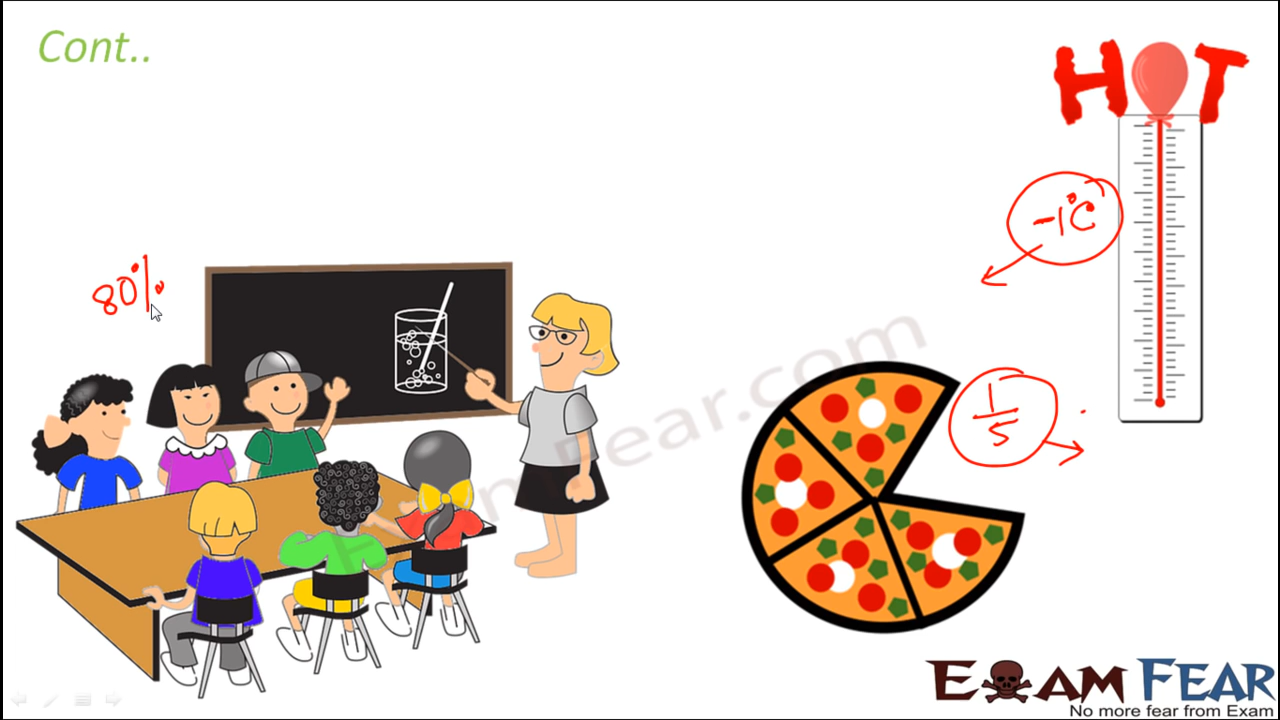 Cont..
HOT
-1°C
80%
1/5
ExamFear.com
EXAM FEAR
No more fear from Exam